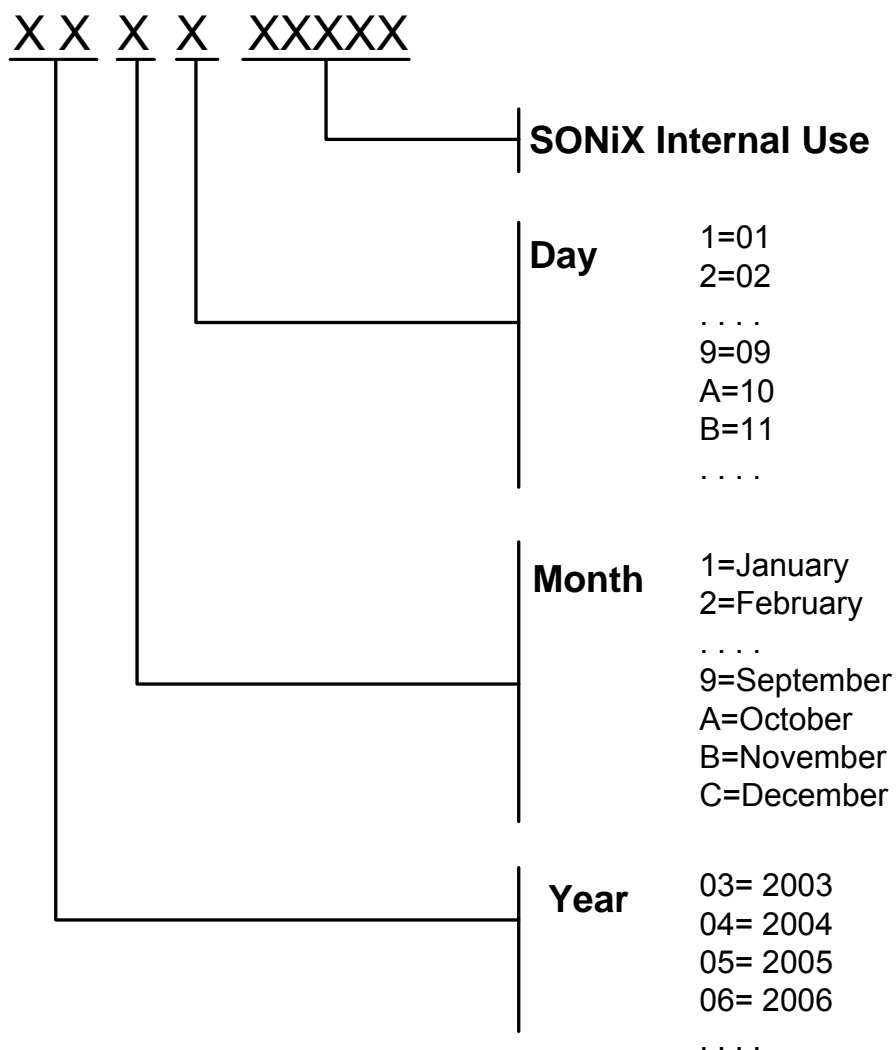 X X X X XXXXX
SONiX Internal Use
Day
1=01
2=02
. . . .
9=09
A=10
B=11
. . . .
Month
1=January
2=February
. . . .
9=September
A=October
B=November
C=December
Year
03= 2003
04= 2004
05= 2005
06= 2006
. . . .